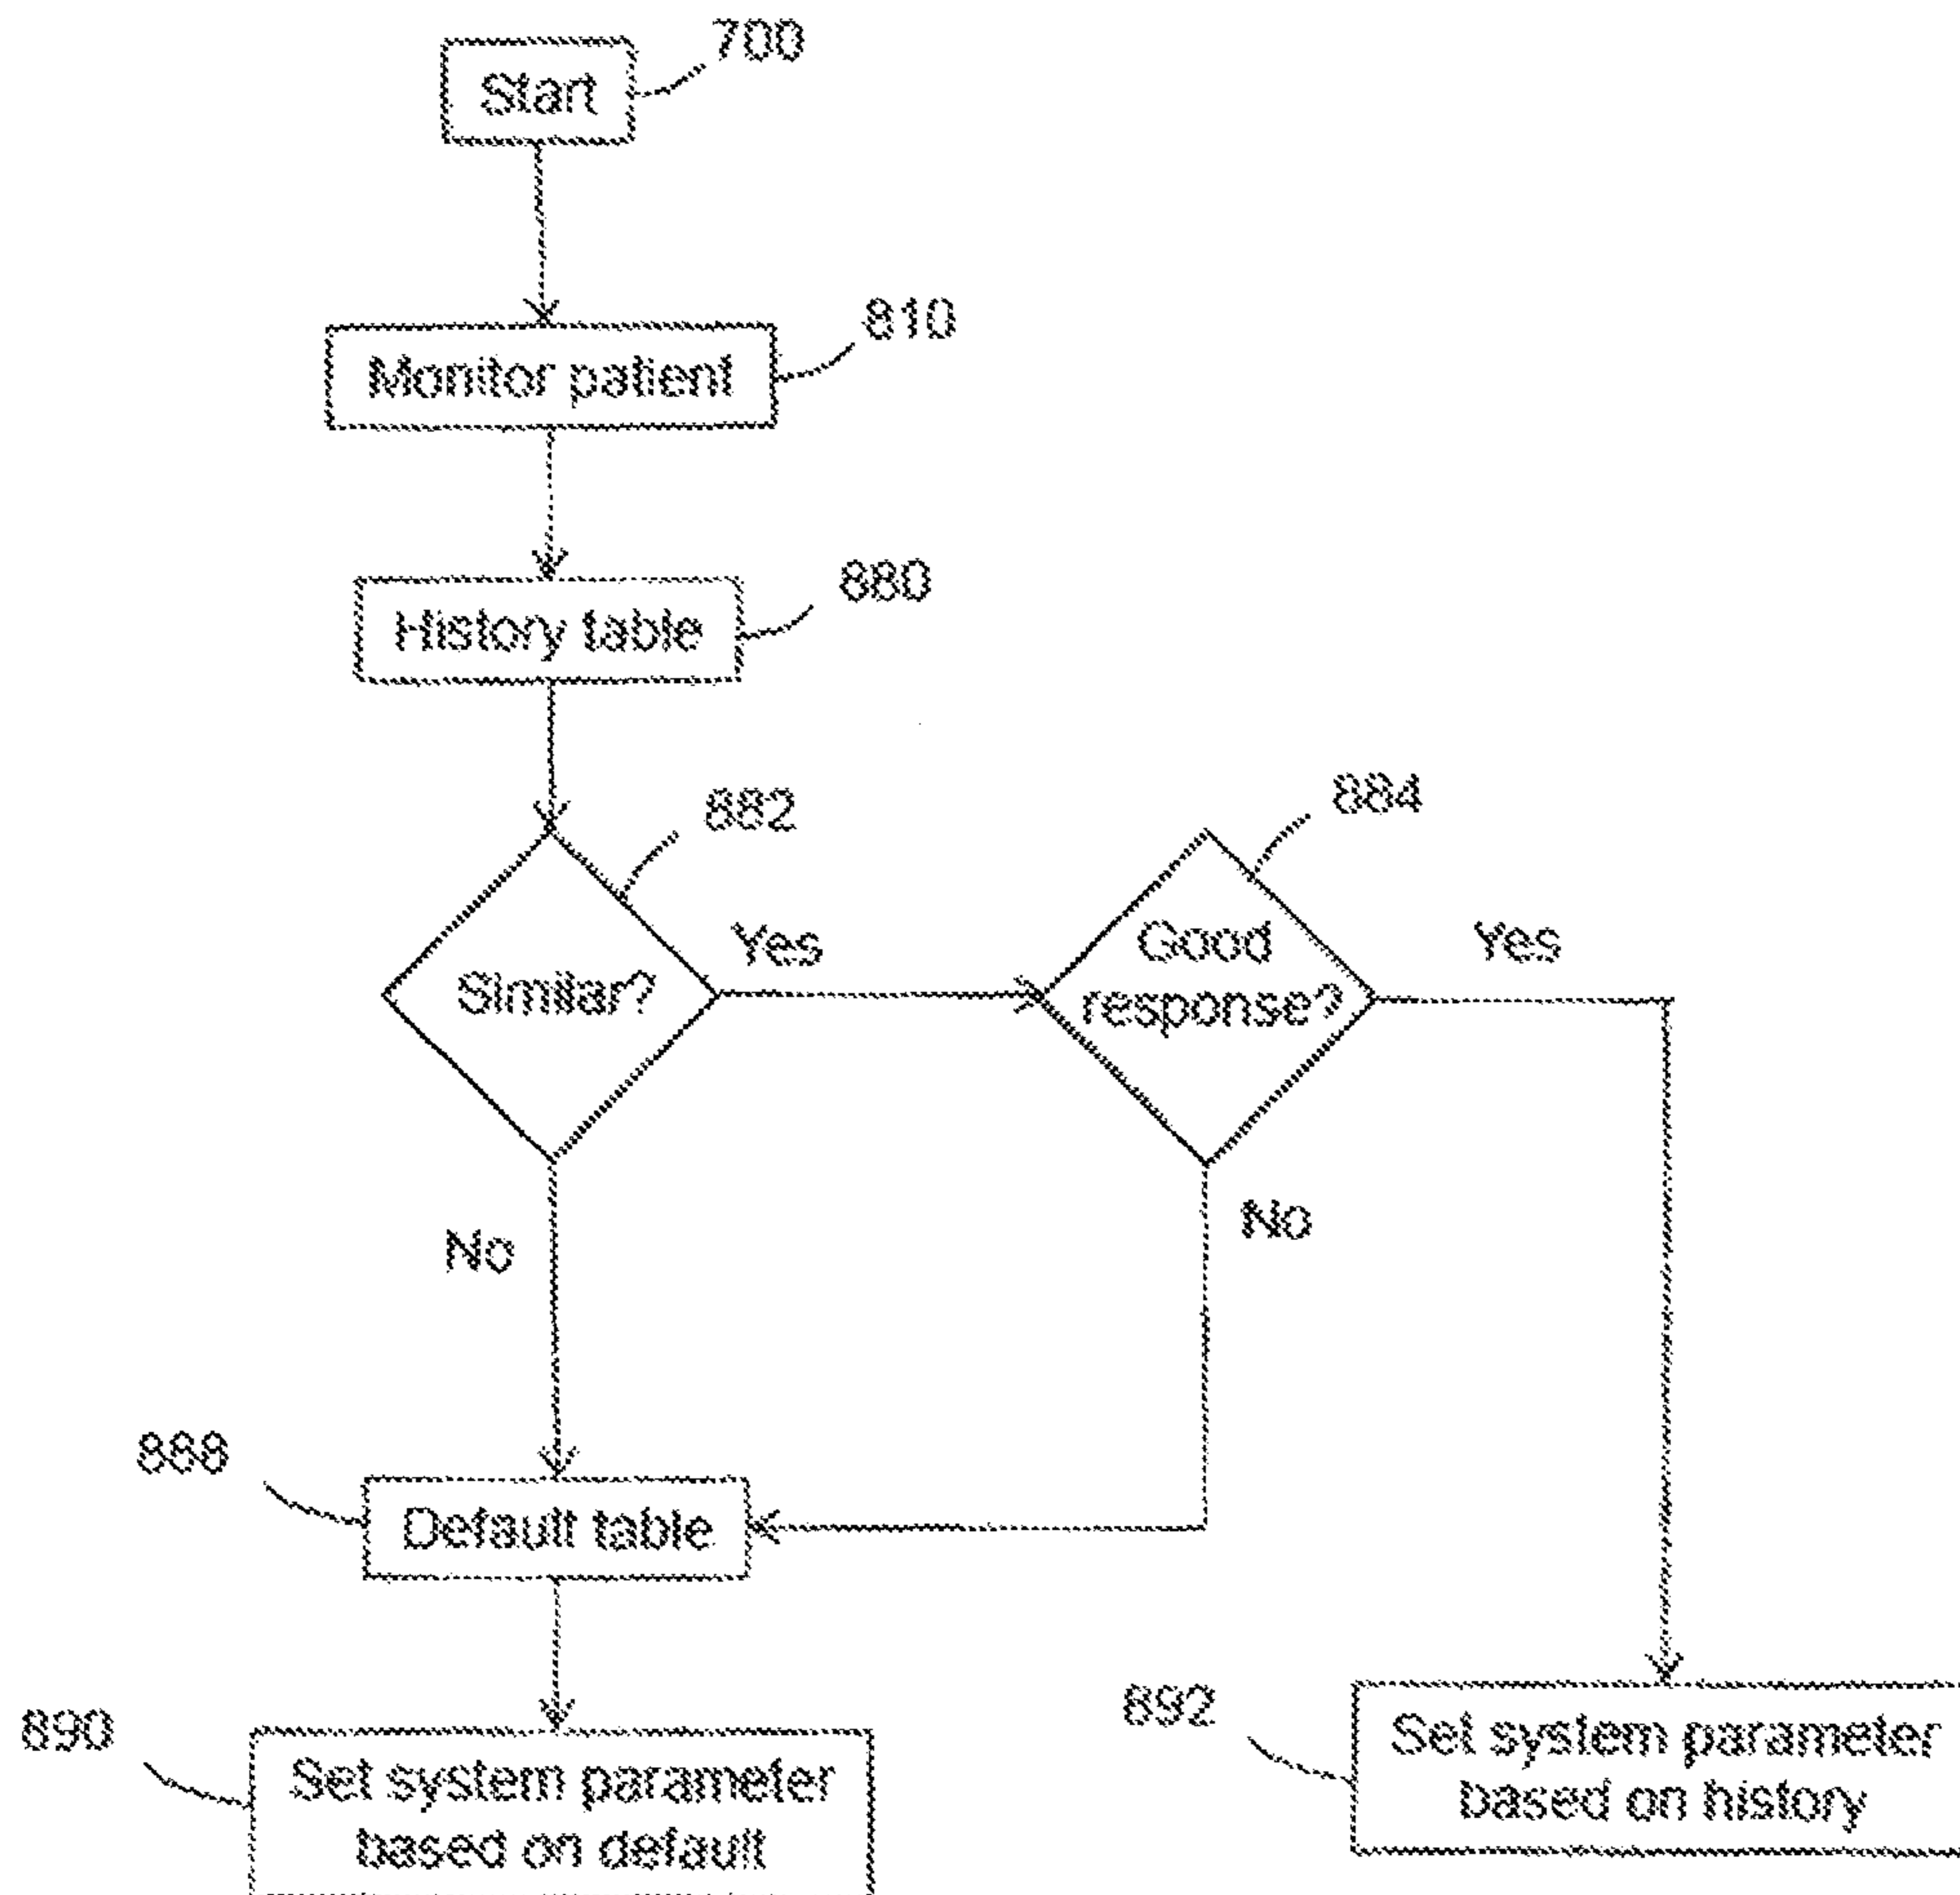 700
Start
810
Monitor patient
880
History table
882
884
Similar?
Yes
Good
response?
Yes
No
No
888
Default table
890
Set system parameter
based on default
892
Set system parameter
based on history